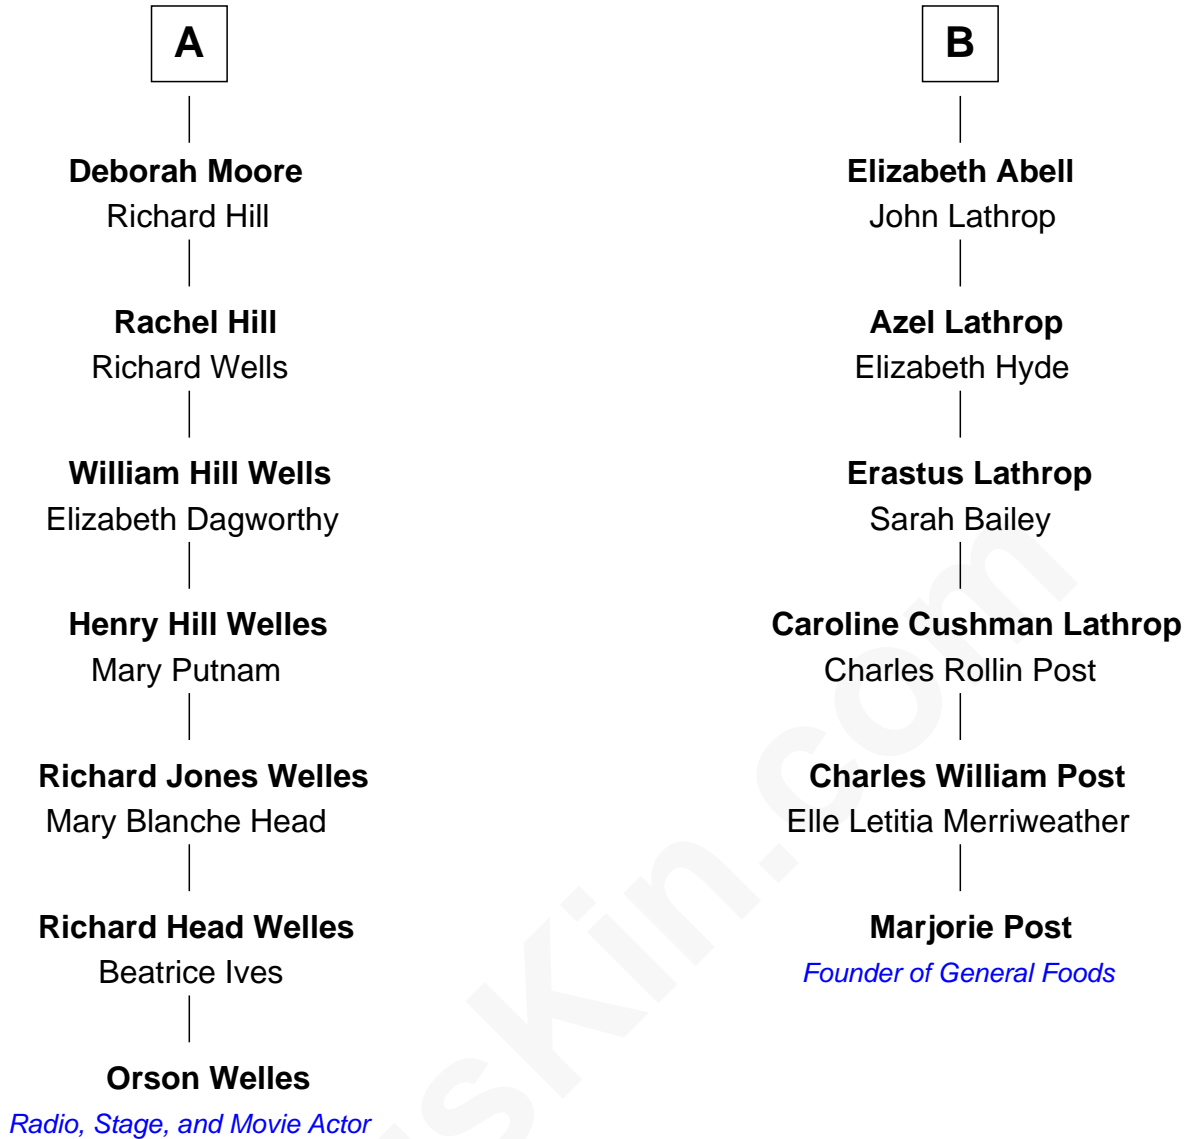 A
Deborah Moore
Richard Hill
Rachel Hill
Richard Wells
William Hill Wells
Elizabeth Dagworthy
Henry Hill Welles
Mary Putnam
Richard Jones Welles
Mary Blanche Head
Richard Head Welles
Beatrice Ives
Orson Welles
Radio, Stage, and Movie Actor
B
Elizabeth Abell
John Lathrop
Azel Lathrop
Elizabeth Hyde
Erastus Lathrop
Sarah Bailey
Caroline Cushman Lathrop
Charles Rollin Post
Charles William Post
Elle Letitia Merriweather
Marjorie Post
Founder of General Foods